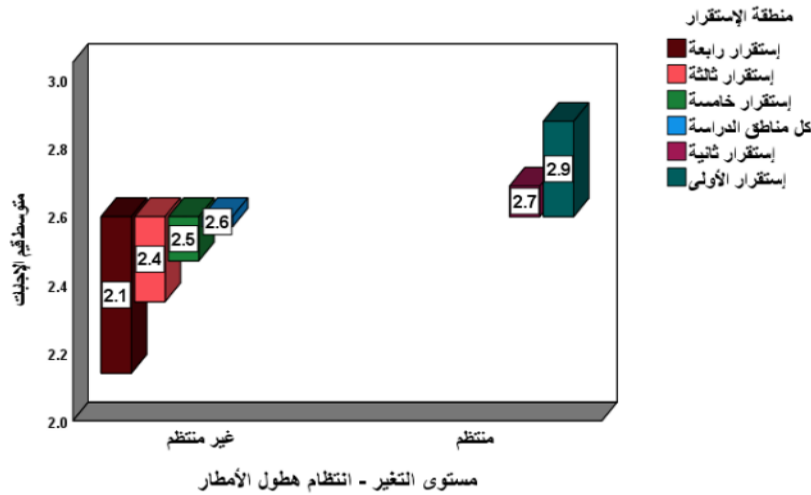 منطقة الإستقرار
إستقرار رابعة
إستقرار ثالثة
إستقرار خامسة
كل مناطق الدراسة
إستقرار ثانية
إستقرار الأولى
متوسط قيم الإجابات
3.0
2.8
2.6
2.4
2.2
2.0
2.1
2.4
2.5
2.6
2.7
2.9
غير منتظم
منتظم
مستوى التغير - انتظام هطول الأمطار